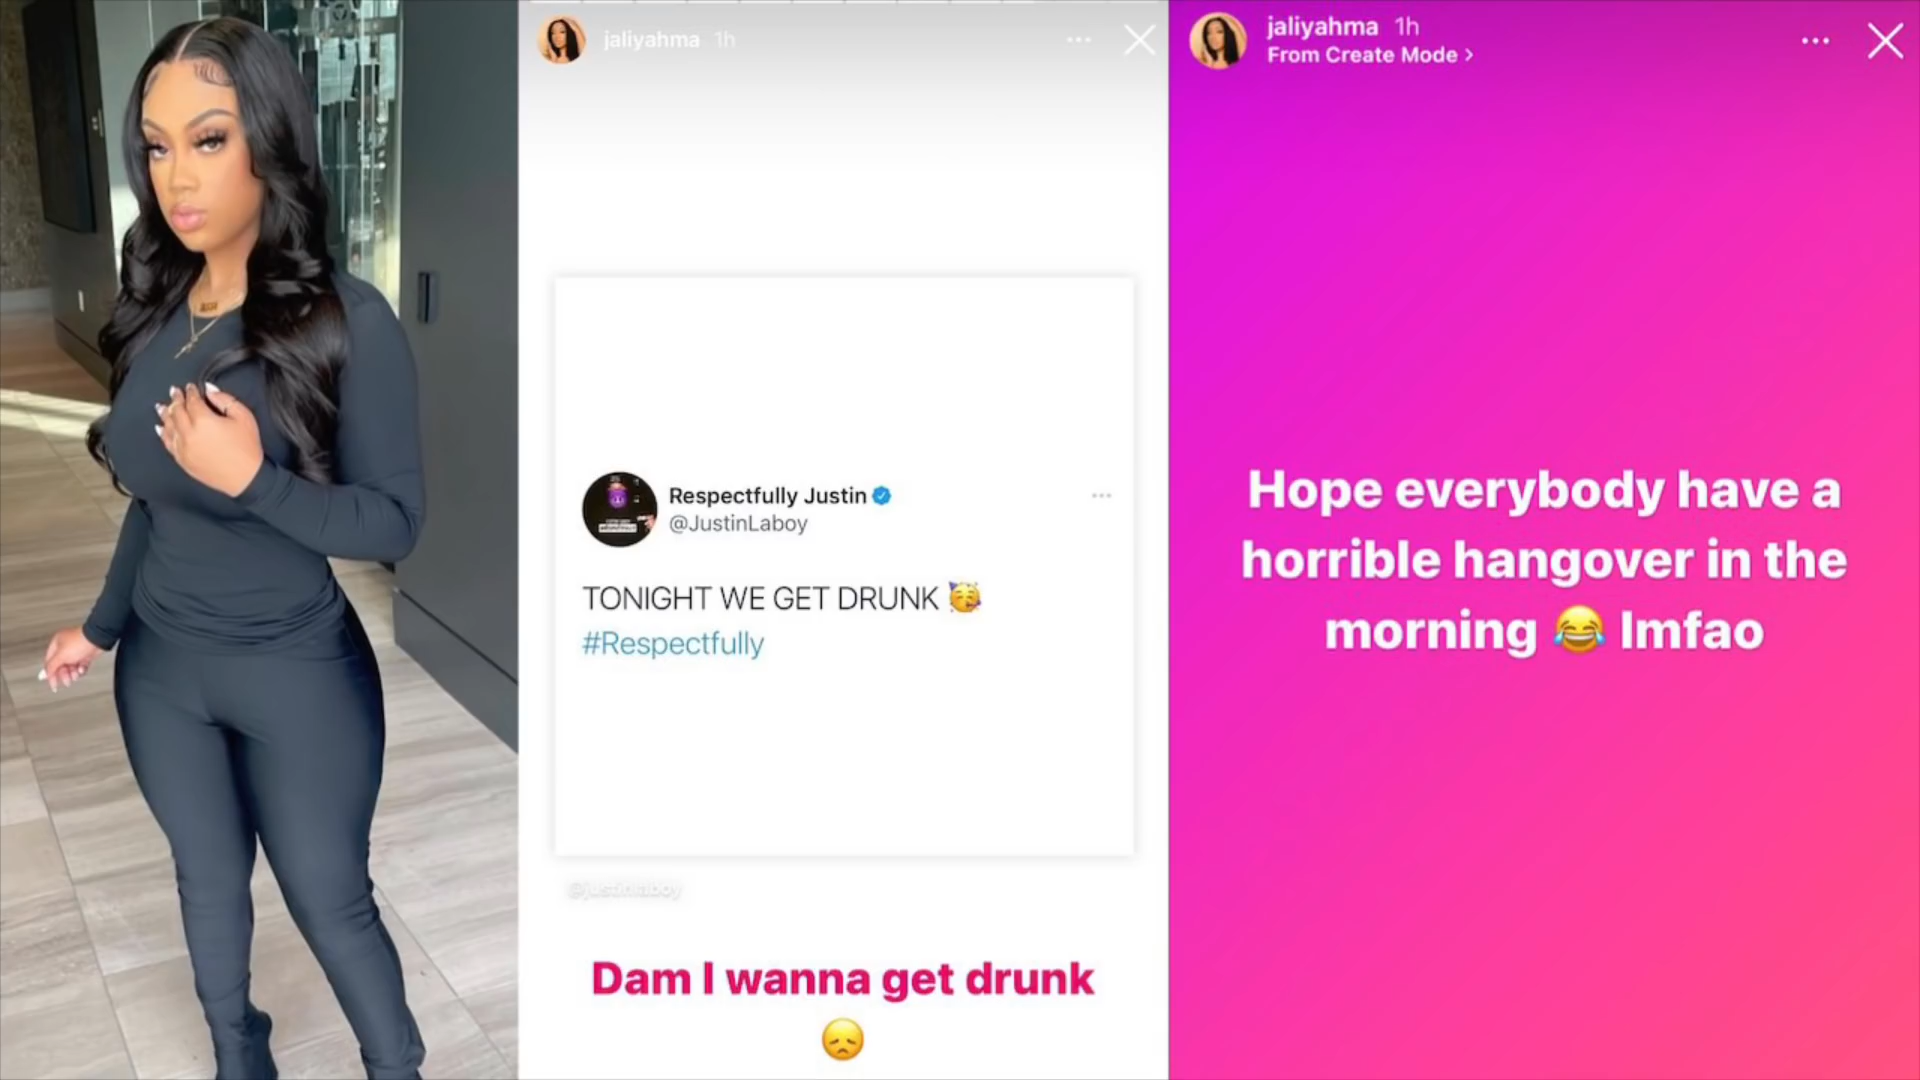 jaliyahma 1h
Respectfully Justin
@JustinLaboy
TONIGHT WE GET DRUNK 🥳
#Respectfully
@justinlaboy
Dam I wanna get drunk
😞
jaliyahma 1h
From Create Mode >
Hope everybody have a
horrible hangover in the
morning 😂 lmfao